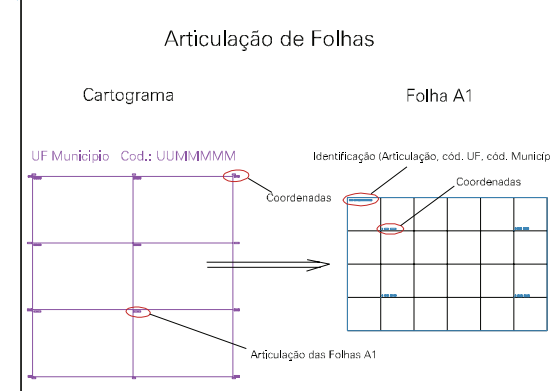 Articulação de Folhas
Cartograma
Folha A1
UF Municipio Cod.: UUMMMMM
Identificação (Articulação, cód. UF, cód. Municíp
Coordenadas
Coordenadas
Articulação das Folhas A1